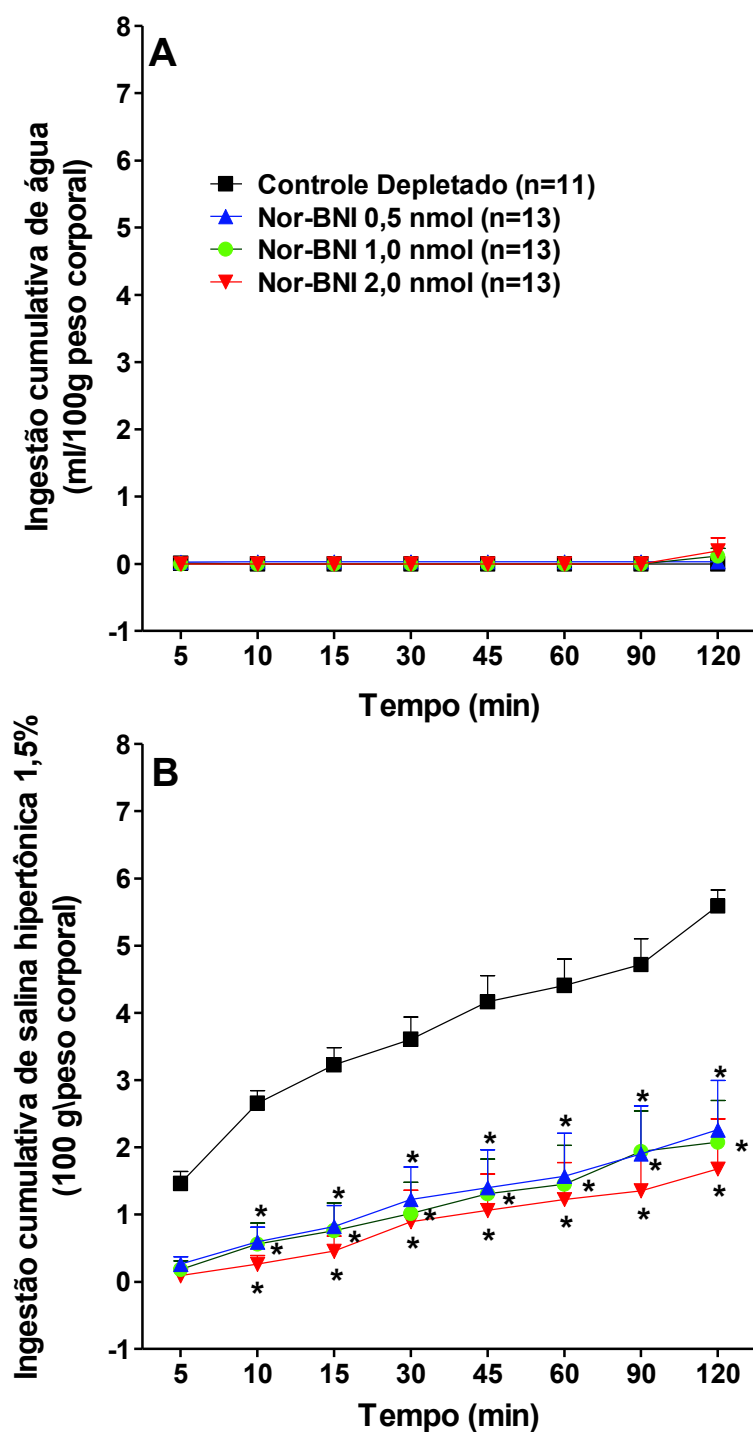 A
8
7
6
5
4
3
2
1
0
-1
Ingestão cumulativa de água
(ml/100g peso corporal)
Controle Depletado (n=11)
Nor-BNI 0,5 nmol (n=13)
Nor-BNI 1,0 nmol (n=13)
Nor-BNI 2,0 nmol (n=13)
5 10 15 30 45 60 90 120
Tempo (min)
B
8
7
6
5
4
3
2
1
0
-1
Ingestão cumulativa de salina hipertônica 1,5%
(100 g\peso corporal)
* * * * * * * *
* * * * * * *
* * * * * * *
5 10 15 30 45 60 90 120
Tempo (min)